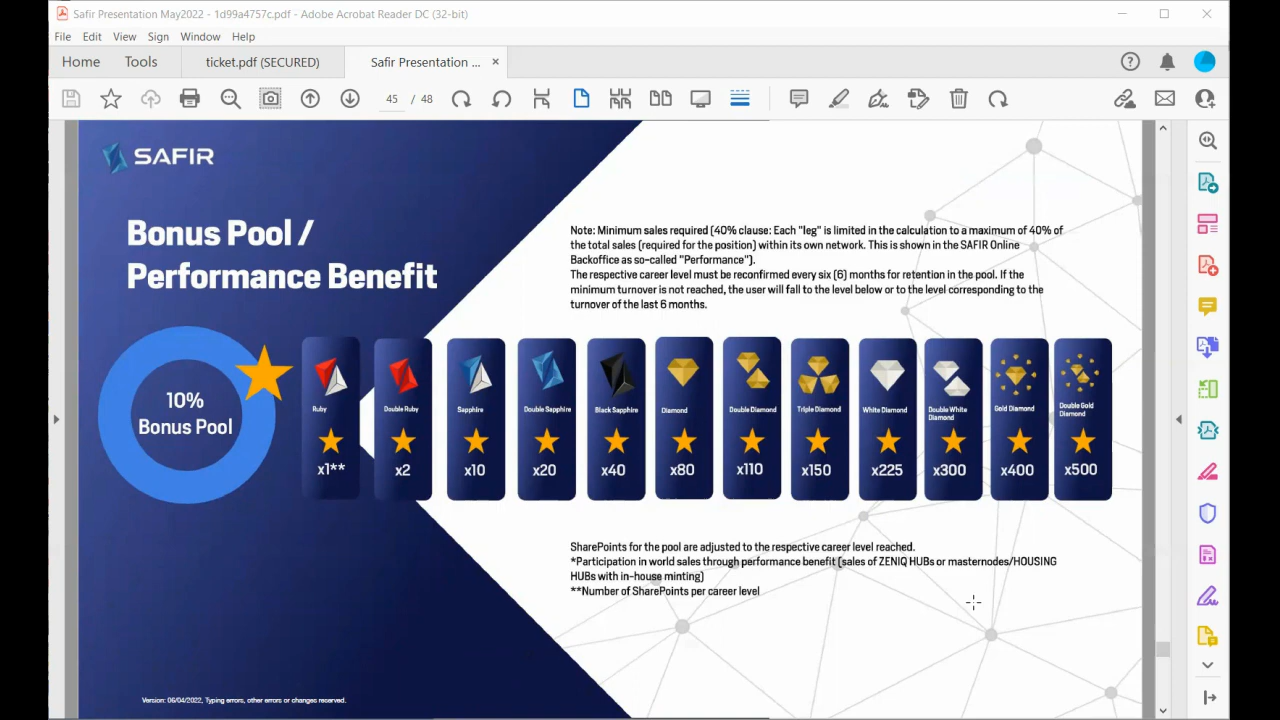 Safir Presentation May2022 - 1d99a4757c.pdf - Adobe Acrobat Reader DC (32-bit)
File Edit View Sign Window Help
Home Tools ticket.pdf (SECURED) Safir Presentation ... ×
45 / 48
SAFIR
Bonus Pool /
Performance Benefit
Note: Minimum sales required (40% clause: Each "leg" is limited in the calculation to a maximum of 40% of
the total sales (required for the position) within its own network. This is shown in the SAFIR Online
Backoffice as so-called "Performance").
The respective career level must be reconfirmed every six (6) months for retention in the pool. If the
minimum turnover is not reached, the user will fall to the level below or to the level corresponding to the
turnover of the last 6 months.
10%
Bonus Pool
Ruby
x1**
Double Ruby
x2
Sapphire
x10
Double Sapphire
x20
Black Sapphire
x40
Diamond
x80
Double Diamond
x110
Triple Diamond
x150
White Diamond
x225
Double White
Diamond
x300
Gold Diamond
x400
Double Gold
Diamond
x500
SharePoints for the pool are adjusted to the respective career level reached.
*Participation in world sales through performance benefit (sales of ZENIQ HUBs or masternodes/HOUSING
HUBs with in-house minting)
**Number of SharePoints per career level
Version: 06/04/2022, Typing errors, other errors or changes reserved.